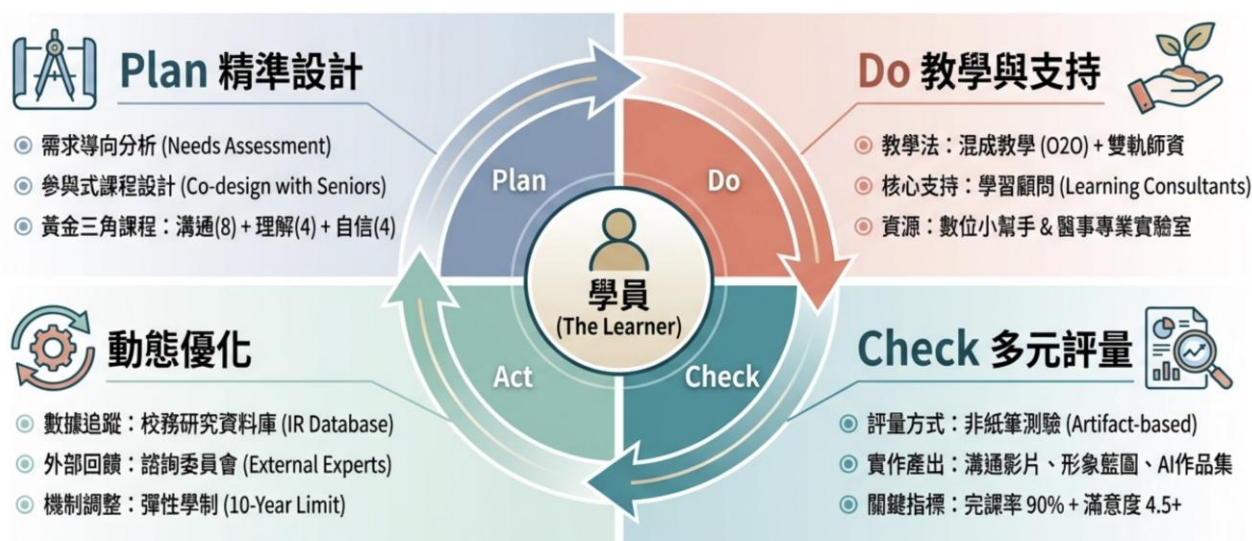 Plan 精準設計
需求導向分析 (Needs Assessment)
參與式課程設計 (Co-design with Seniors)
黃金三角課程：溝通(8) + 理解(4) + 自信(4)
Do 教學與支持
教學法：混成教學 (O2O) + 雙軌師資
核心支持：學習顧問 (Learning Consultants)
資源：數位小幫手 & 醫事專業實驗室
Plan
Do
學員
(The Learner)
Act
Check
動態優化
數據追蹤：校務研究資料庫 (IR Database)
外部回饋：諮詢委員會 (External Experts)
機制調整：彈性學制 (10-Year Limit)
Check 多元評量
評量方式：非紙筆測驗 (Artifact-based)
實作產出：溝通影片、形象藍圖、AI作品集
關鍵指標：完課率 90% + 滿意度 4.5+